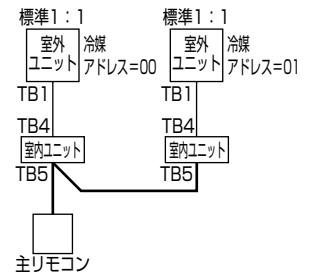 標準1：1
室外
ユニット
冷媒
アドレス=00
TB1
TB4
室内ユニット
TB5
標準1：1
室外
ユニット
冷媒
アドレス=01
TB1
TB4
室内ユニット
TB5
主リモコン